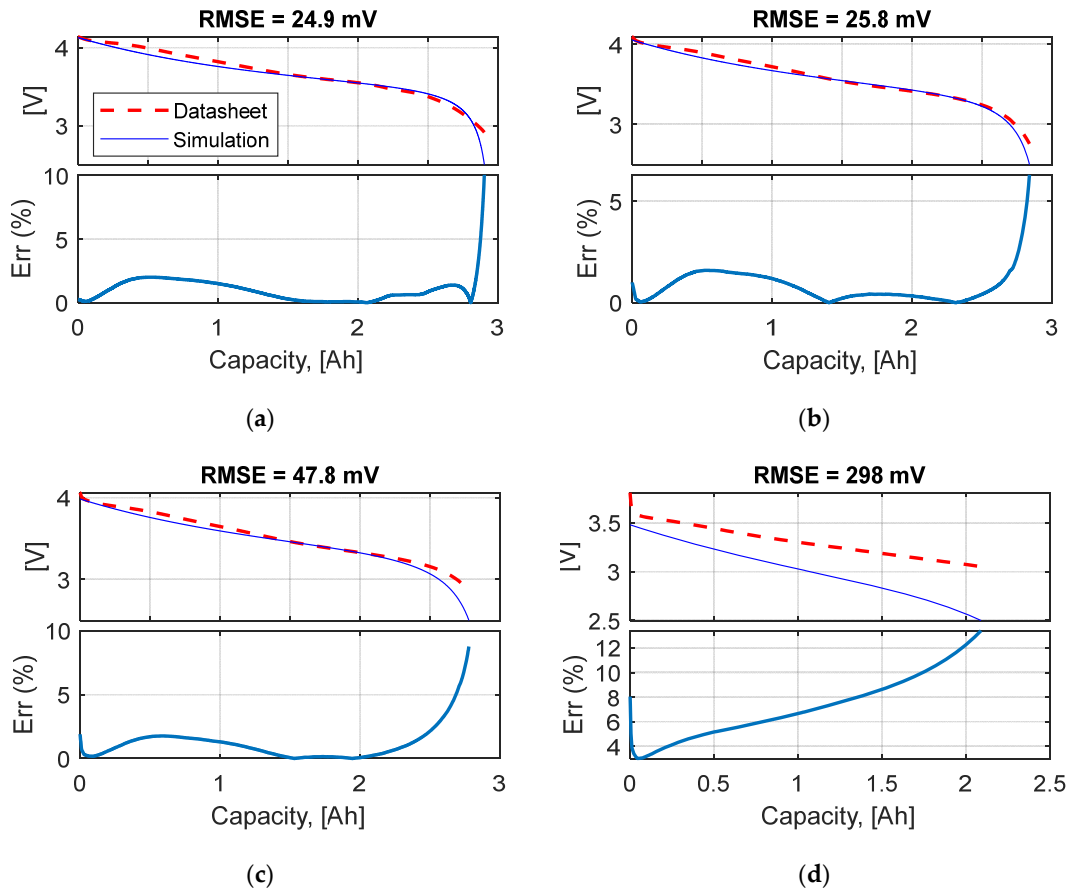 RMSE = 24.9 mV
4
3
[V]
Datasheet
Simulation
10
5
0
Err (%)
0 1 2 3
Capacity, [Ah]
(a)
RMSE = 25.8 mV
4
3
[V]
5
0
Err (%)
0 1 2 3
Capacity, [Ah]
(b)
RMSE = 47.8 mV
4
3
[V]
10
5
0
Err (%)
0 1 2 3
Capacity, [Ah]
(c)
RMSE = 298 mV
3.5
3
2.5
[V]
12
10
8
6
4
Err (%)
0 0.5 1 1.5 2 2.5
Capacity, [Ah]
(d)